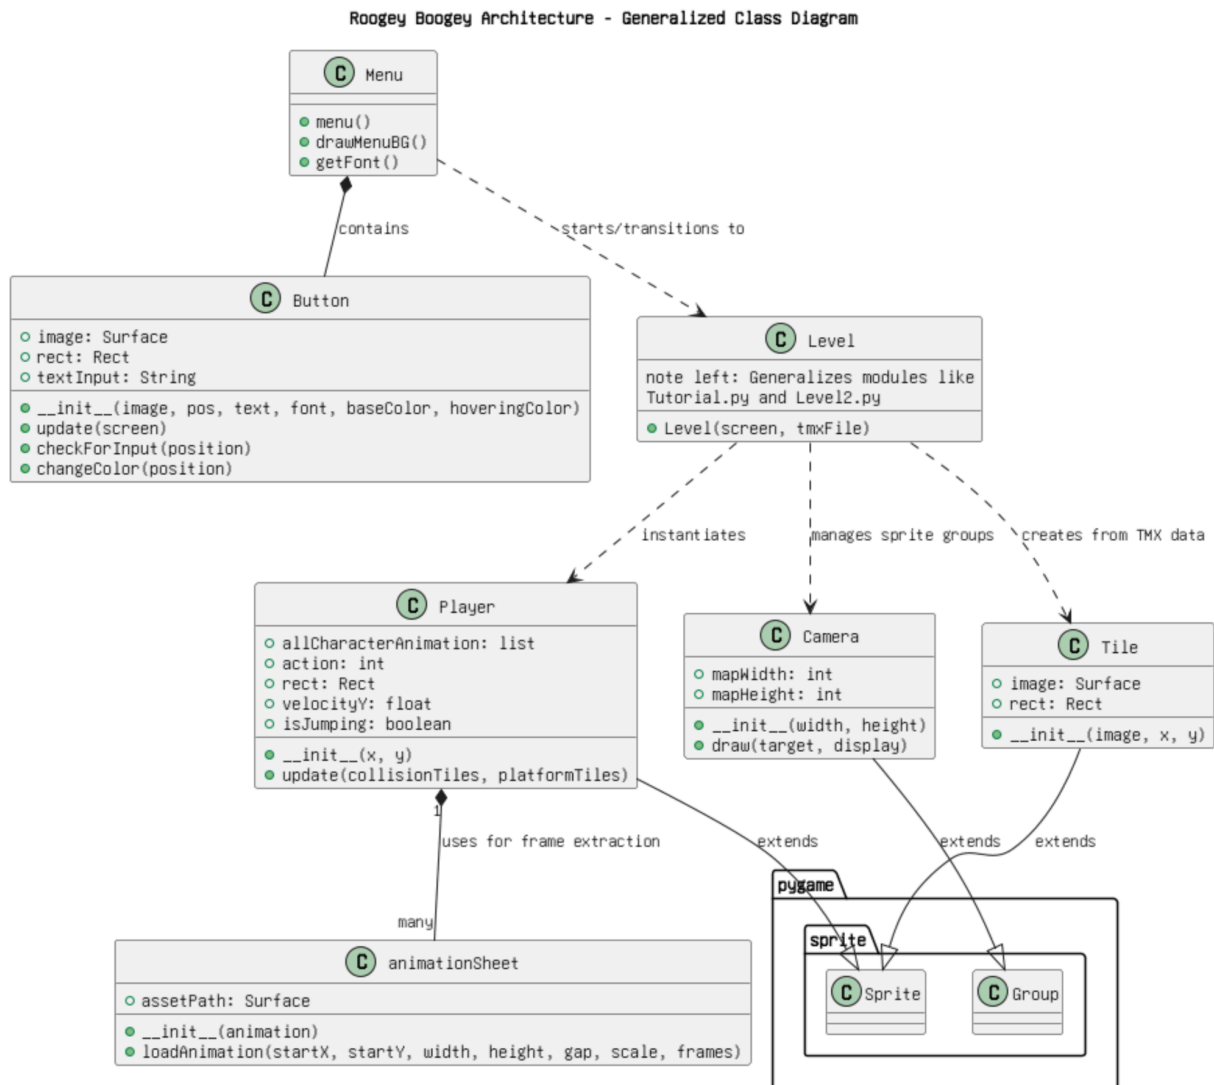 Roogey Boogey Architecture - Generalized Class Diagram
C Menu
menu()
drawMenuBG()
getFont()
contains
starts/transitions to
C Button
image: Surface
rect: Rect
textInput: String
__init__(image, pos, text, font, baseColor, hoveringColor)
update(screen)
checkForInput(position)
changeColor(position)
C Level
note left: Generalizes modules like
Tutorial.py and Level2.py
Level(screen, tmxFile)
instantiates
manages sprite groups
creates from TMX data
C Player
allCharacterAnimation: list
action: int
rect: Rect
velocityY: float
isJumping: boolean
__init__(x, y)
update(collisionTiles, platformTiles)
C Camera
mapWidth: int
mapHeight: int
__init__(width, height)
draw(target, display)
C Tile
image: Surface
rect: Rect
__init__(image, x, y)
1
uses for frame extraction
many
extends
extends
extends
pygame
sprite
C Sprite
C Group
C animationSheet
assetPath: Surface
__init__(animation)
loadAnimation(startX, startY, width, height, gap, scale, frames)